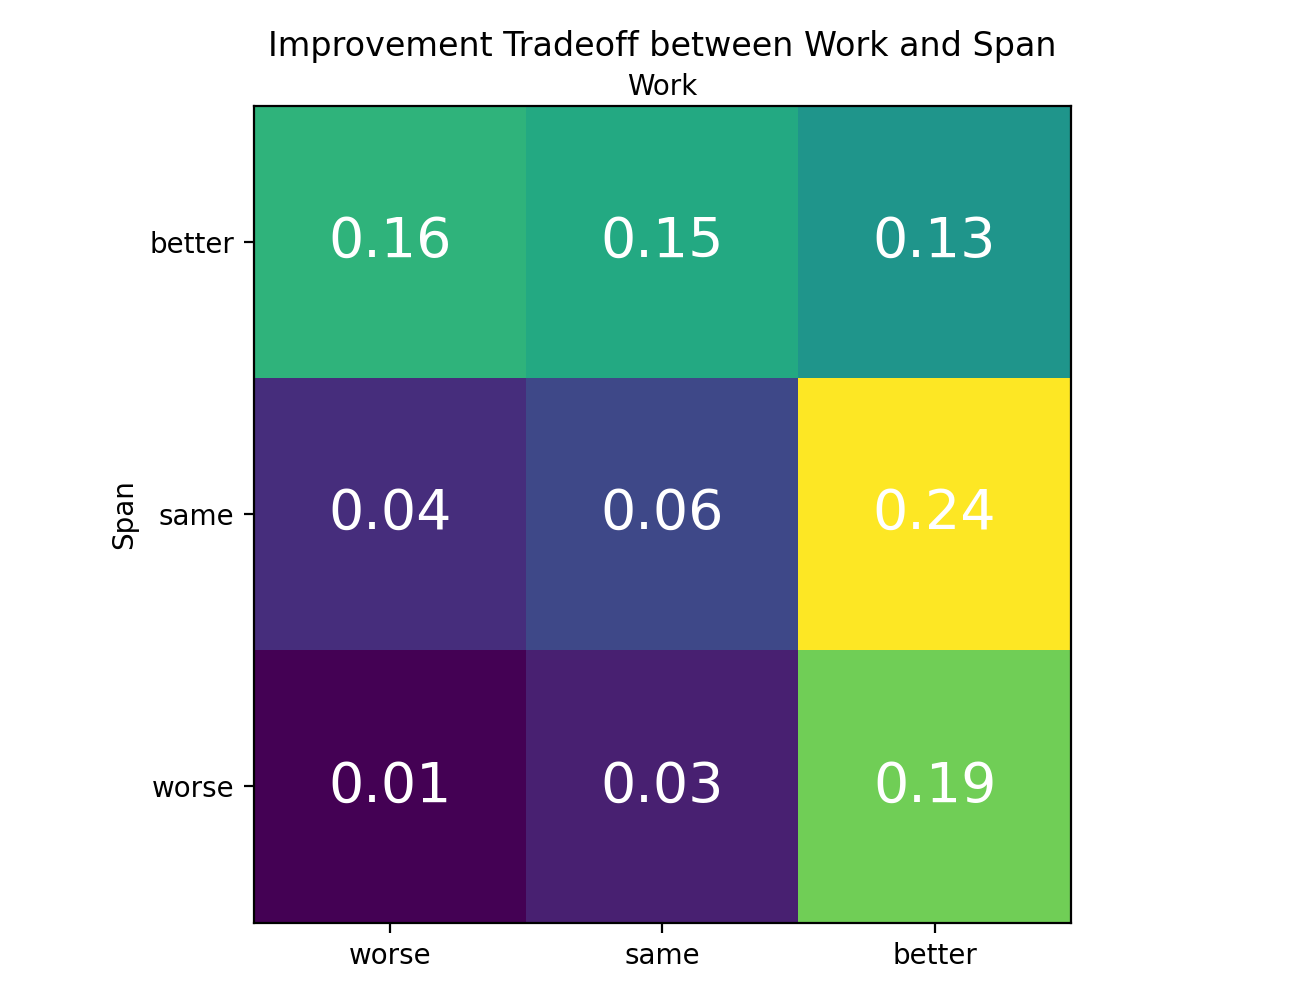 Improvement Tradeoff between Work and Span
Work
better
0.16 0.15 0.13
Span
same
0.04 0.06 0.24
worse
0.01 0.03 0.19
worse same better